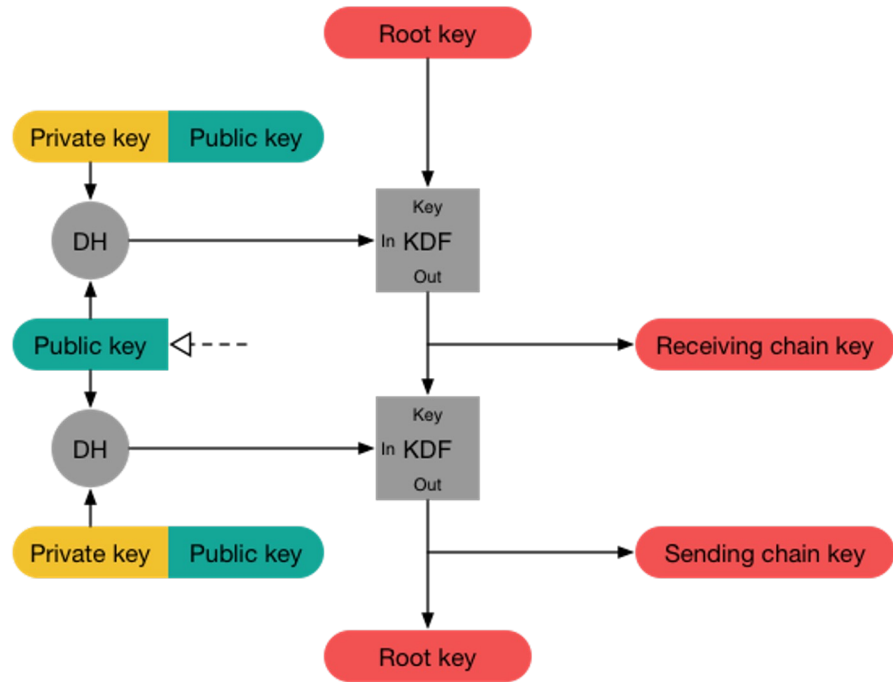 Root key
Private key Public key
Key
DH
In KDF
Out
Public key
Receiving chain key
Key
DH
In KDF
Out
Private key Public key
Sending chain key
Root key